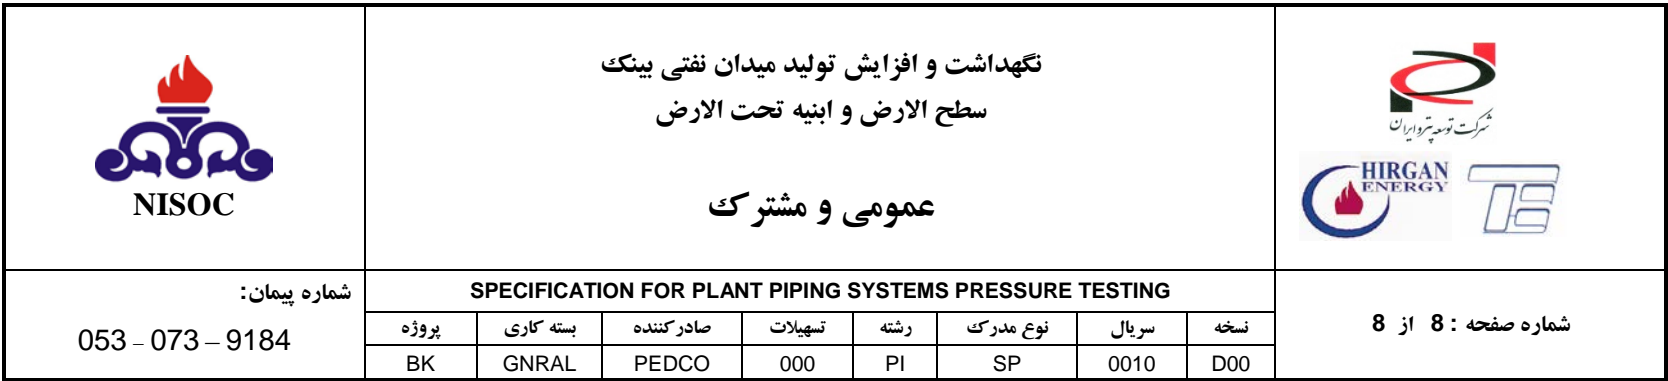 نگهداشت و افزایش تولید میدان نفتی بینک
سطح الارض و ابنیه تحت الارض
عمومی و مشترک
NISOC
شرکت توسعه پترو ایران
HIRGAN
ENERGY
شماره پیمان:
053 - 073 – 9184
SPECIFICATION FOR PLANT PIPING SYSTEMS PRESSURE TESTING
شماره صفحه : 8 از 8
نسخه سریال نوع مدرک رشته تسهیلات صادرکننده بسته کاری پروژه
BK GNRAL PEDCO 000 PI SP 0010 D00